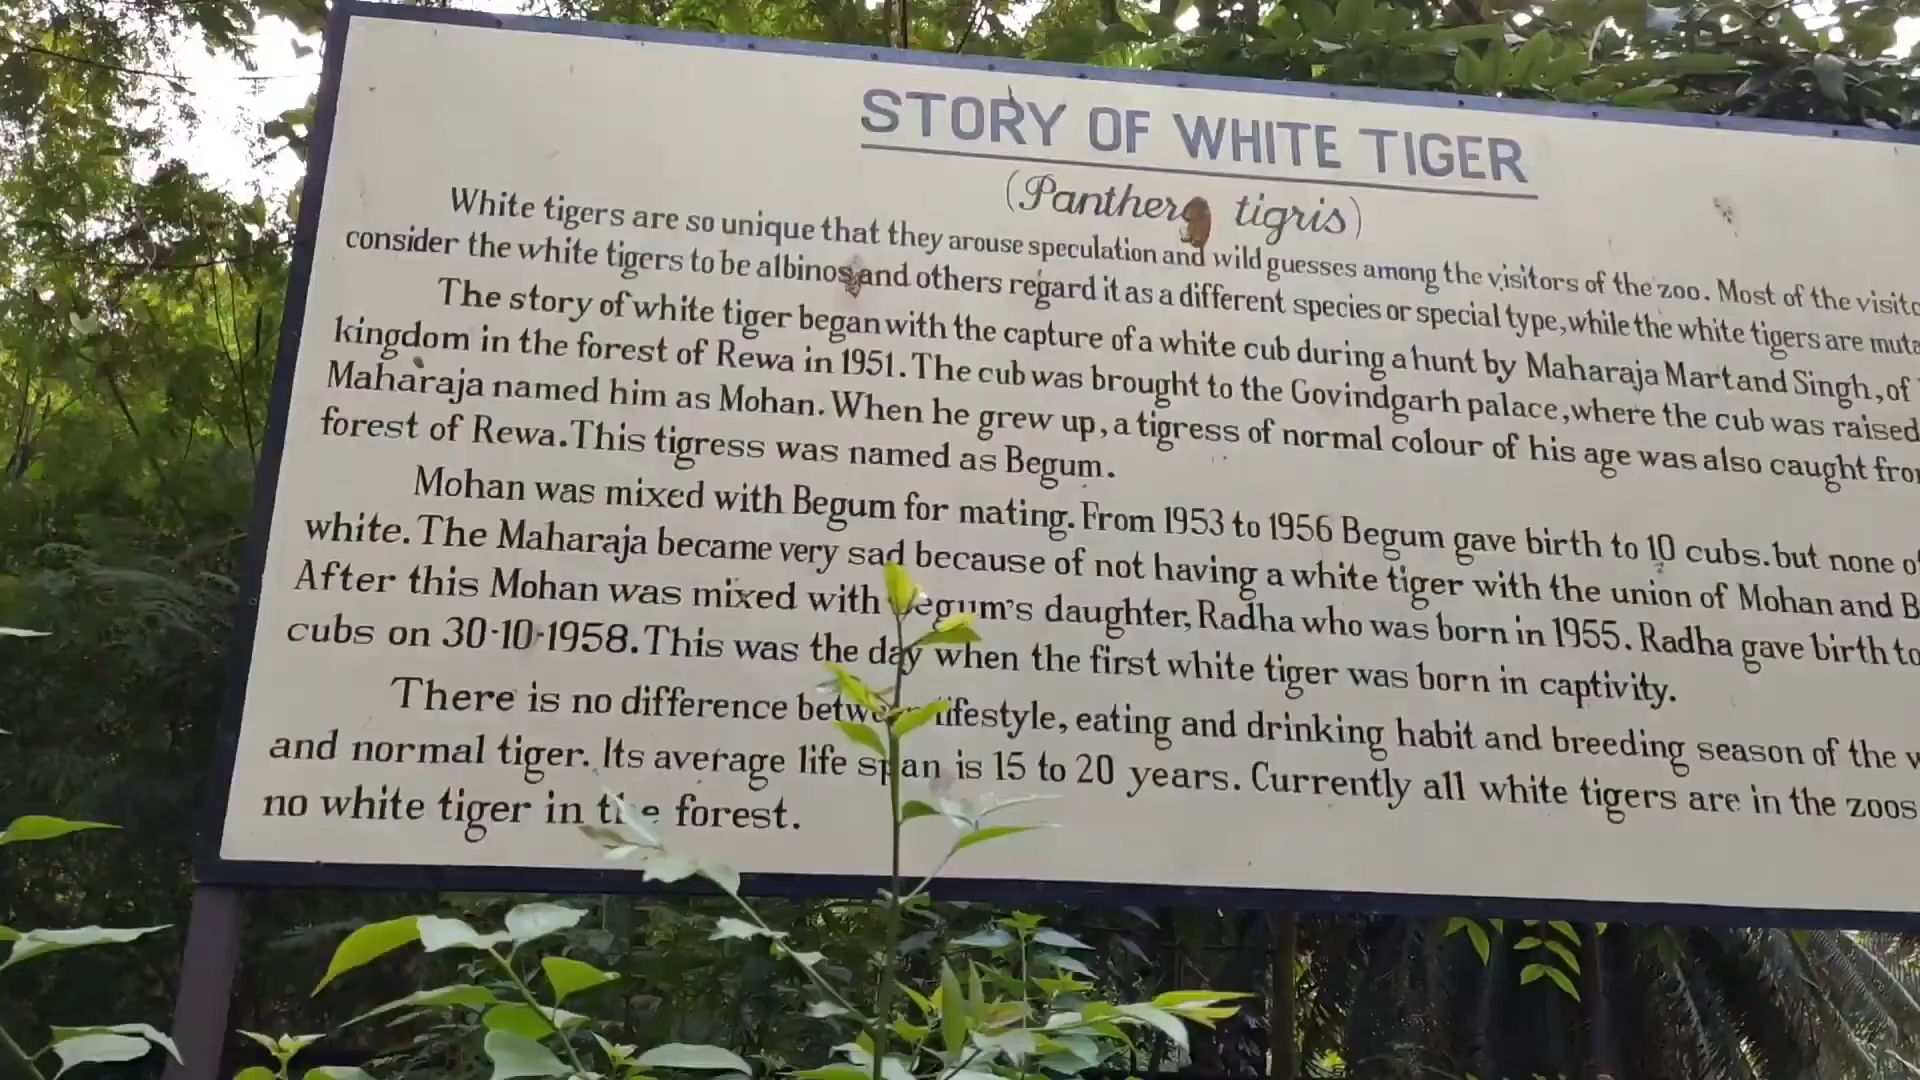 STORY OF WHITE TIGER
(Panthera tigris)
White tigers are so unique that they arouse speculation and wild guesses among the visitors of the zoo. Most of the
consider the white tigers to be albinos and others regard it as a different species or special type, while the white tigers are
The story of white tiger began with the capture of a white cub during a hunt by Maharaja Martand Singh, of
kingdom in the forest of Rewa in 1951. The cub was brought to the Govindgarh palace, where the cub was raised
Maharaja named him as Mohan. When he grew up, a tigress of normal colour of his age was also caught
forest of Rewa. This tigress was named as Begum.
Mohan was mixed with Begum for mating. From 1953 to 1956 Begum gave birth to 10 cubs. but none
white. The Maharaja became very sad because of not having a white tiger with the union of Mohan and
After this Mohan was mixed with Begum's daughter, Radha who was born in 1955. Radha gave birth to
cubs on 30-10-1958. This was the day when the first white tiger was born in captivity.
There is no difference between lifestyle, eating and drinking habit and breeding season of the
and normal tiger. Its average life span is 15 to 20 years. Currently all white tigers are in the zoos
no white tiger in the forest.